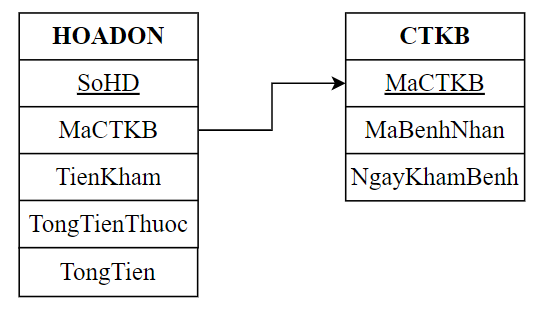 HOADON
SoHD
MaCTKB
TienKham
TongTienThuoc
TongTien
CTKB
MaCTKB
MaBenhNhan
NgayKhamBenh